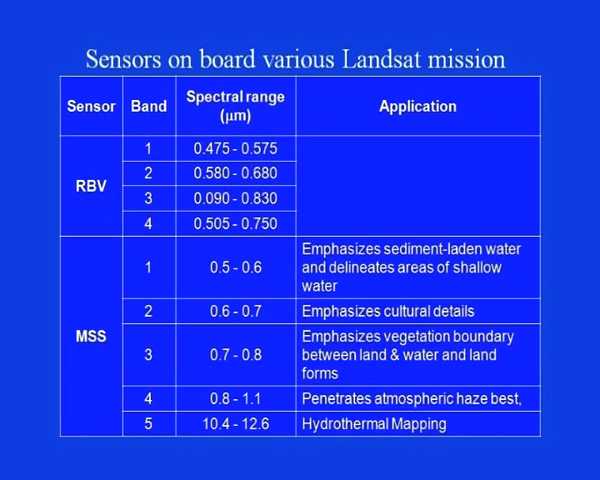 Sensors on board various Landsat mission
Sensor Band Spectral range (μm) Application
RBV
1 0.475 - 0.575
2 0.580 - 0.680
3 0.090 - 0.830
4 0.505 - 0.750
MSS
1 0.5 - 0.6 Emphasizes sediment-laden water
and delineates areas of shallow
water
2 0.6 - 0.7 Emphasizes cultural details
3 0.7 - 0.8 Emphasizes vegetation boundary
between land & water and land
forms
4 0.8 - 1.1 Penetrates atmospheric haze best,
5 10.4 - 12.6 Hydrothermal Mapping